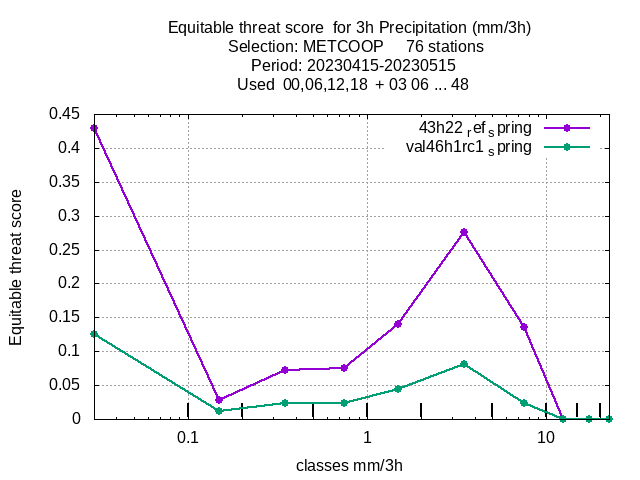 Equitable threat score  for 3h Precipitation (mm/3h)
Selection: METCOOP     76 stations
Period: 20230415-20230515
Used  00,06,12,18  + 03 06 ... 48
43h22 ref spring
val46h1rc1 spring
Equitable threat score
0.45
0.4
0.35
0.3
0.25
0.2
0.15
0.1
0.05
0
0.1
1
10
classes mm/3h